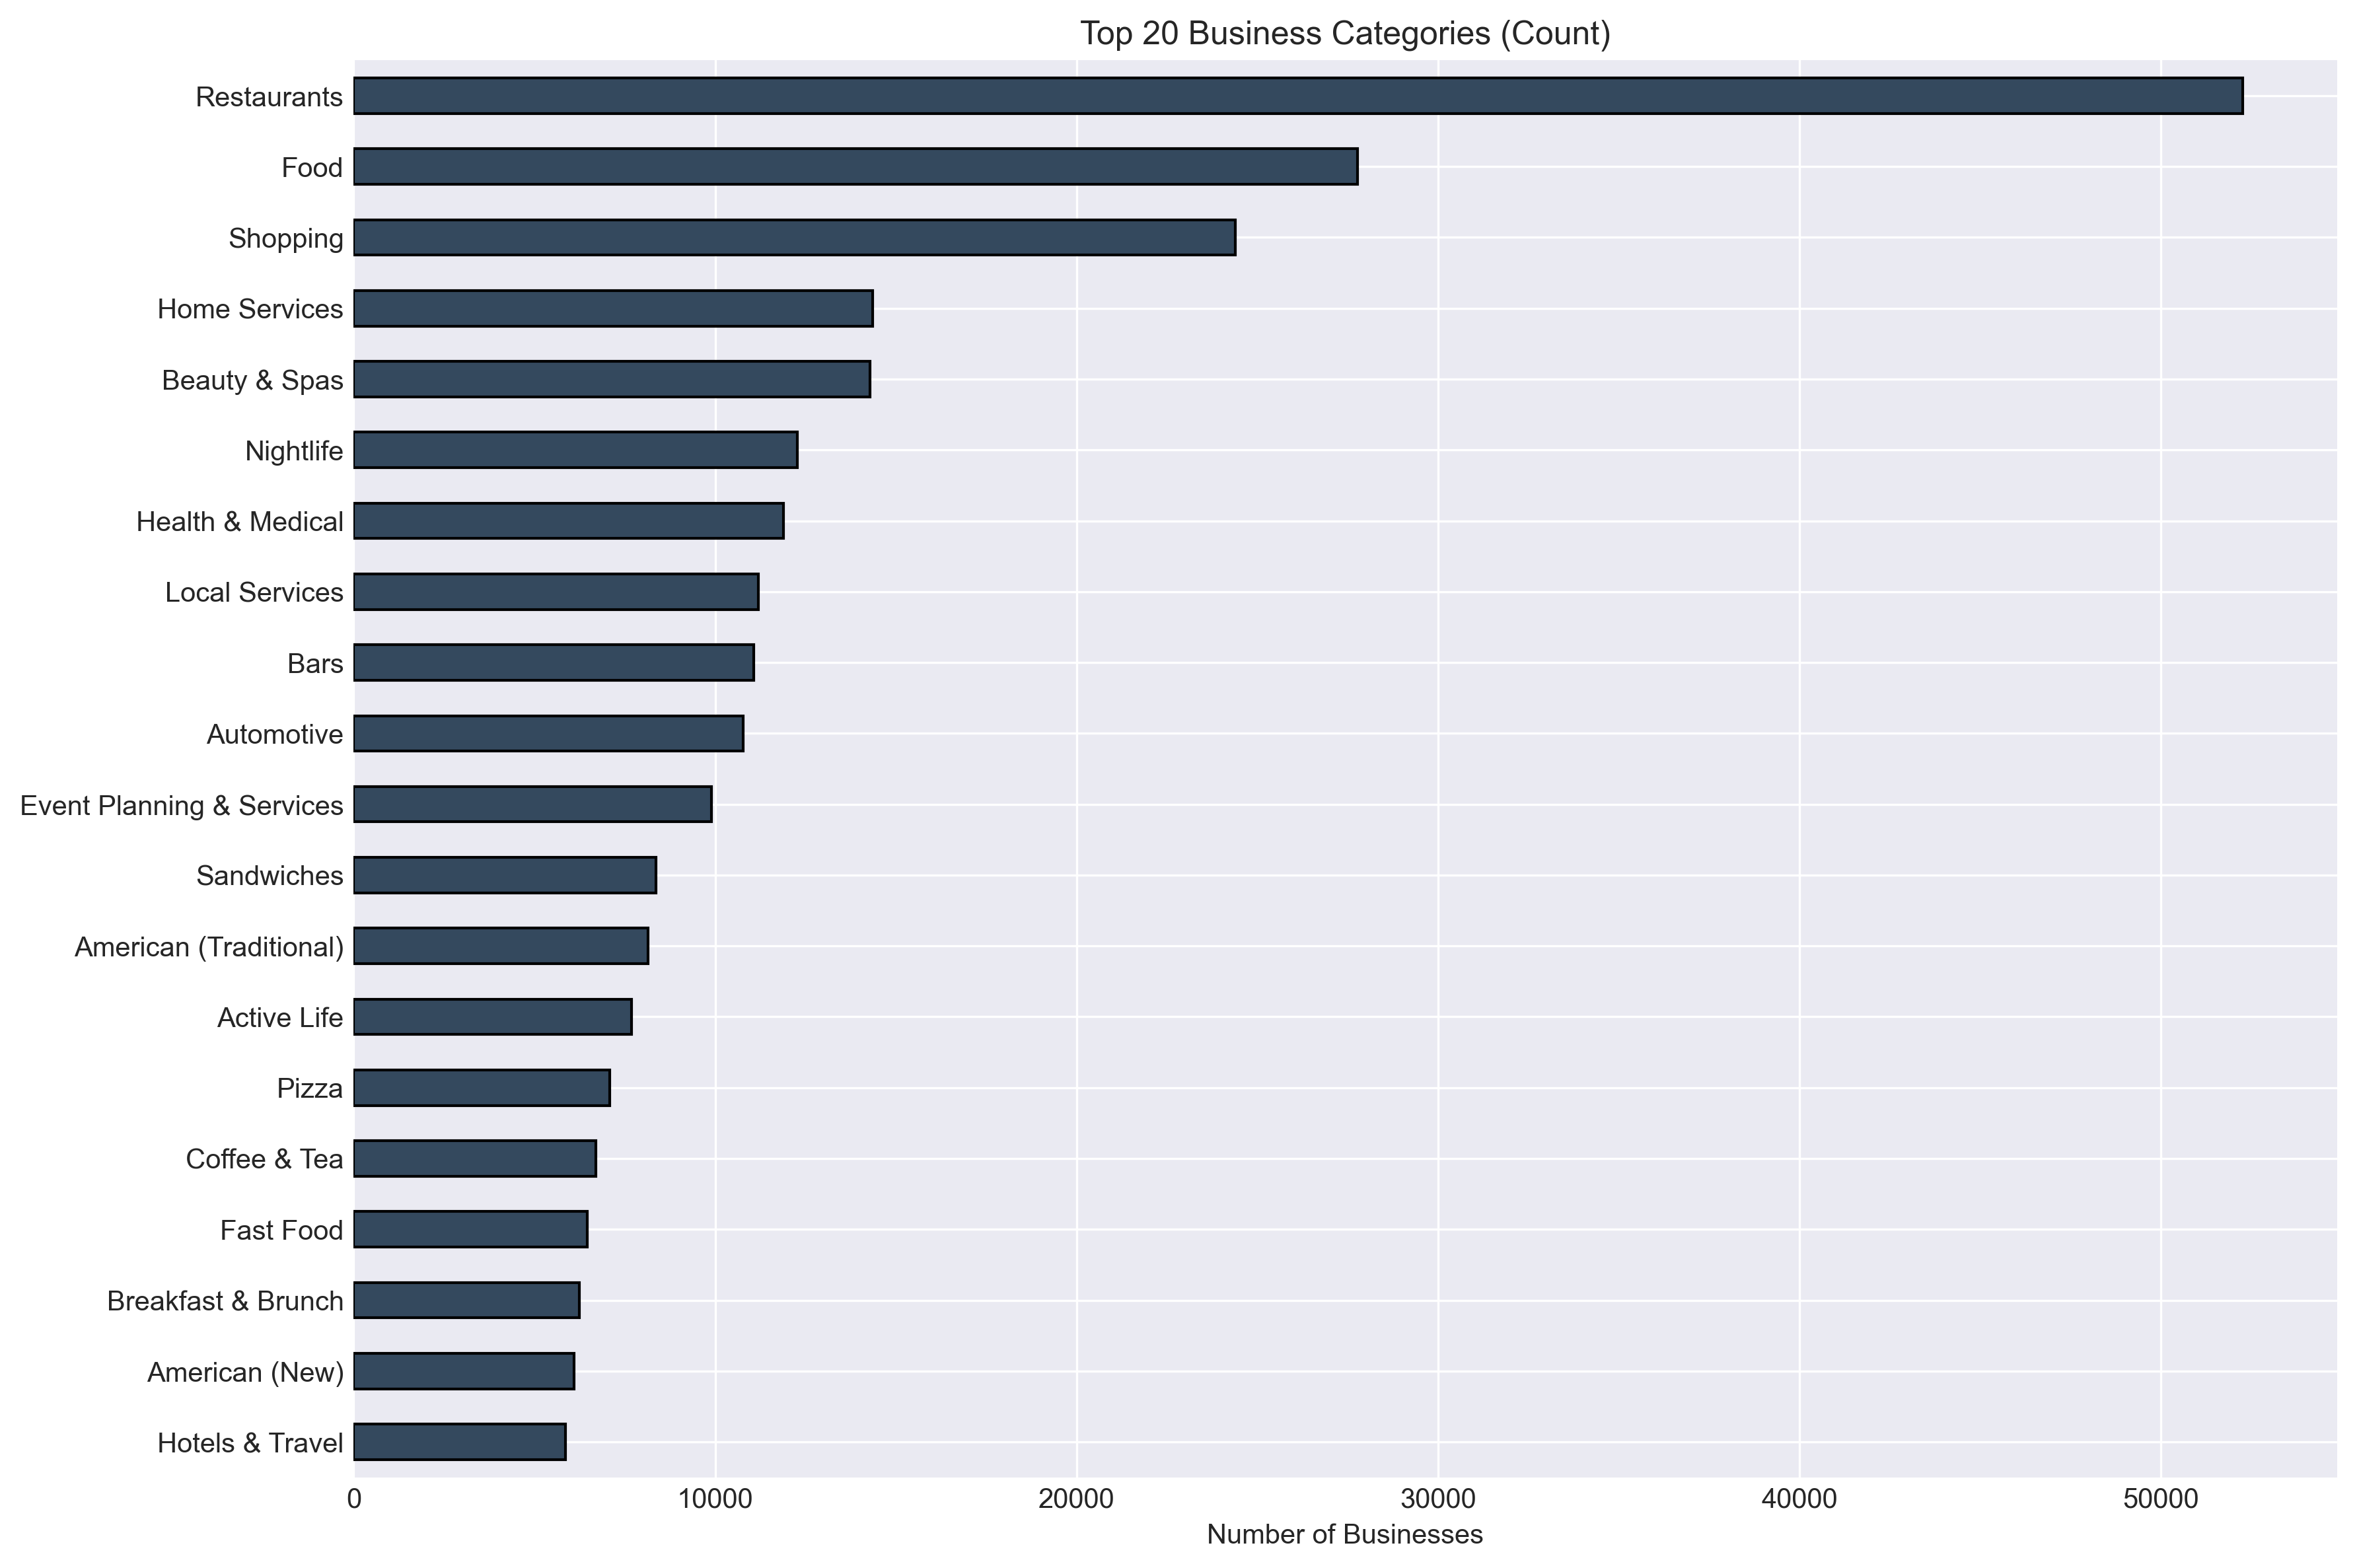 Top 20 Business Categories (Count)
Restaurants
Food
Shopping
Home Services
Beauty & Spas
Nightlife
Health & Medical
Local Services
Bars
Automotive
Event Planning & Services
Sandwiches
American (Traditional)
Active Life
Pizza
Coffee & Tea
Fast Food
Breakfast & Brunch
American (New)
Hotels & Travel
0 10000 20000 30000 40000 50000
Number of Businesses